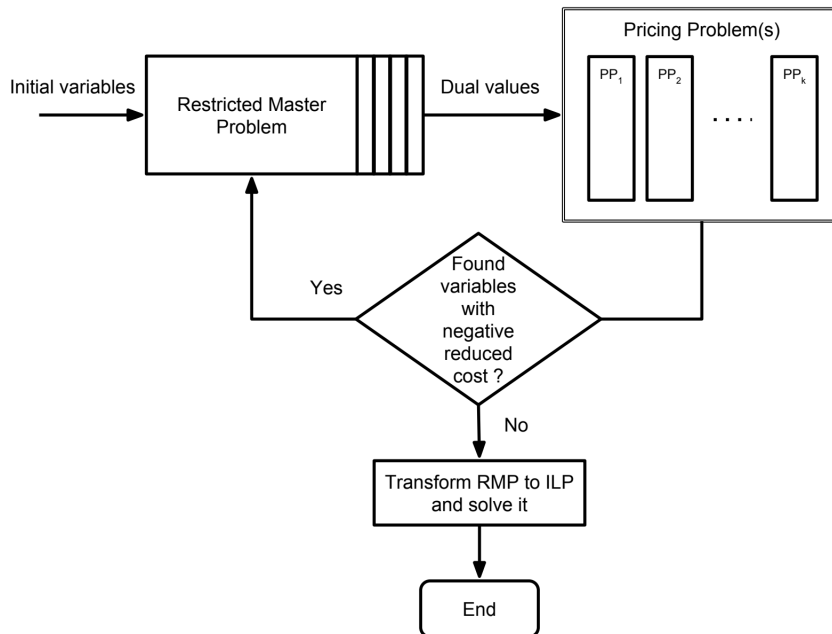 Pricing Problem(s)
Initial variables
Restricted Master
Problem
Dual values
PP1
PP2
. . . .
PPk
Yes
Found
variables
with
negative
reduced
cost ?
No
Transform RMP to ILP
and solve it
End